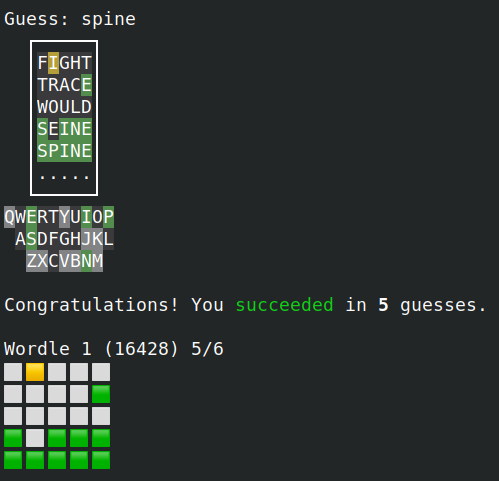 Guess: spine
FIGHT
TRACE
WOULD
SEINE
SPINE
.....
QWERTYUIOP
ASDFGHJKL
ZXCVBNM
Congratulations! You succeeded in 5 guesses.
Wordle 1 (16428) 5/6